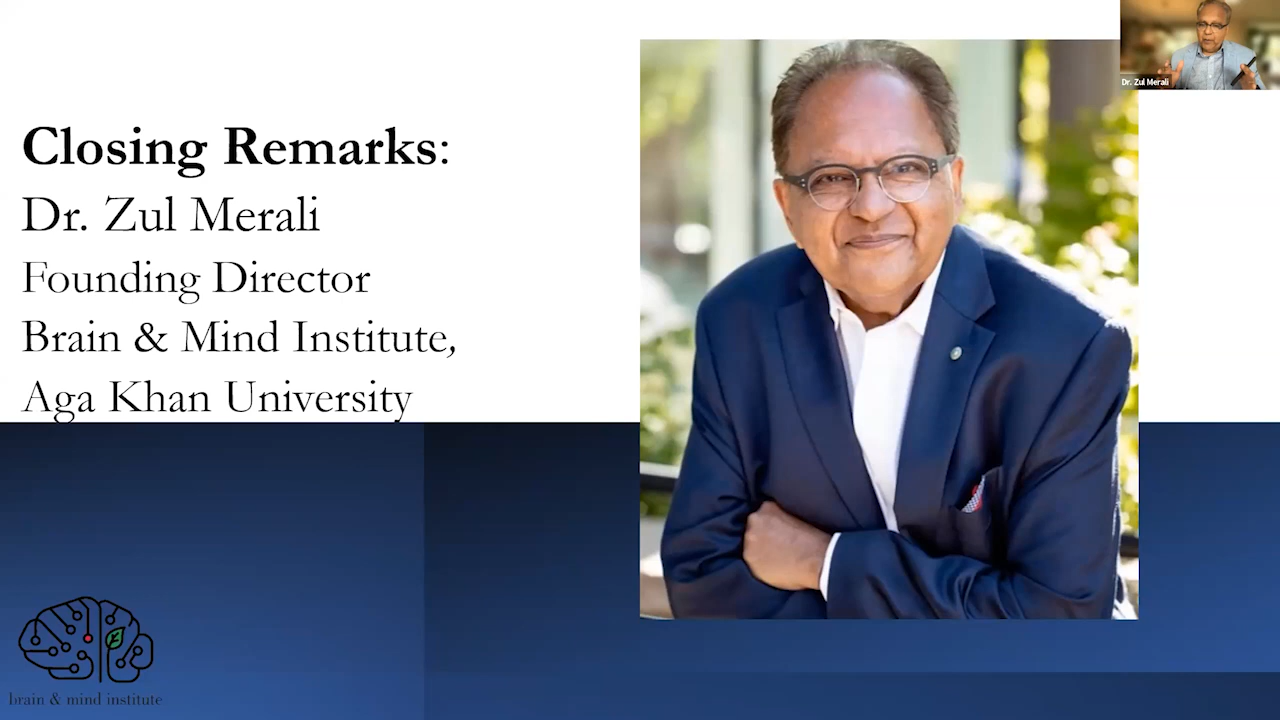 Closing Remarks:
Dr. Zul Merali
Founding Director
Brain & Mind Institute,
Aga Khan University
Dr. Zul Merali
brain & mind institute